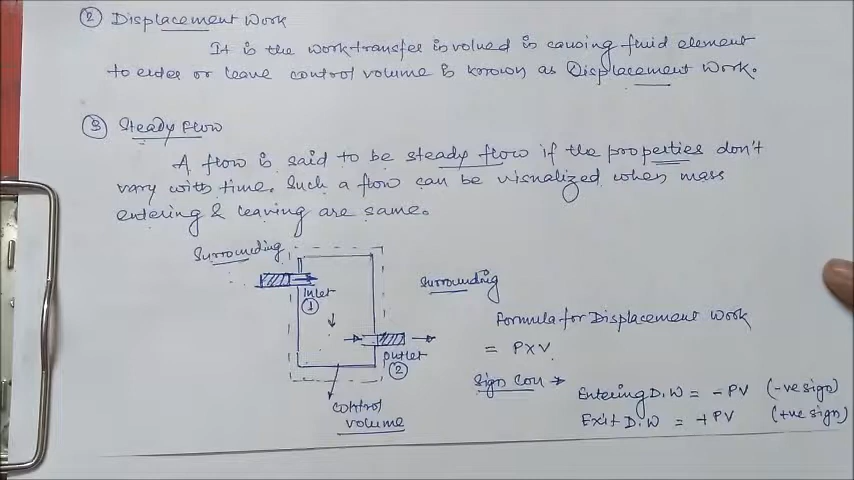 ② Displacement Work
It is the work transfer involved is causing fluid element
to enter or leave control volume is known as Displacement Work.
③ Steady Flow
A flow is said to be steady flow if the properties don't
vary with time. Such a flow can be visualized when mass
entering & leaving are same.
Surrounding
Inlet
①
Surrounding
outlet
②
control
volume
Formula for Displacement Work
= P×V.
Sign Con →
Entering D.W = - PV (-ve sign)
Exit D.W = + PV (+ve sign)